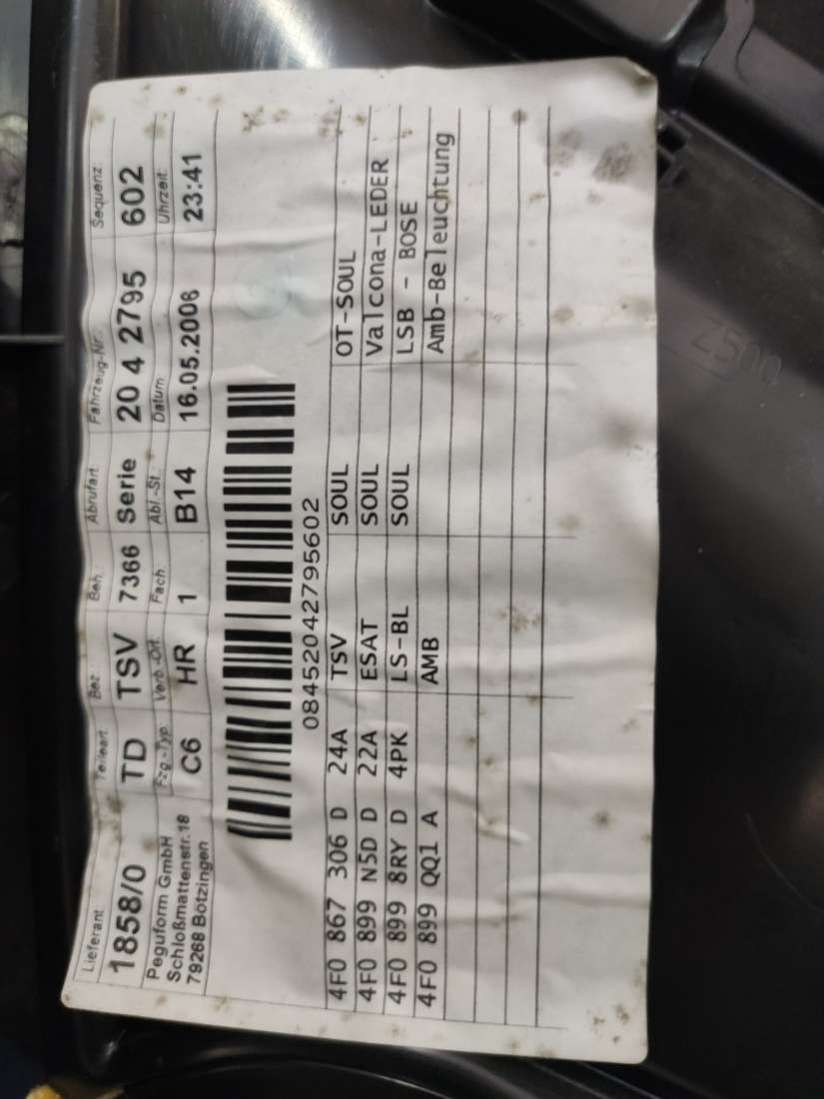 Lieferant Teileart Bez Beh Abrufart Fahrzeug-Nr. Sequenz
1858/0 TD TSV 7366 Serie 20 4 2795 602
Peguform GmbH Fzg-Typ Verb.-Ort Fach Abl-St. Datum Uhrzeit
Schloßmattenstr.18 C6 HR 1 B14 16.05.2006 23:41
79268 Botzingen
08452042795602
4F0 867 306 D 24A TSV SOUL OT-SOUL
4F0 899 N5D D 22A ESAT SOUL Valcona-LEDER
4F0 899 8RY D 4PK LS-BL SOUL LSB - BOSE
4F0 899 QQ1 A AMB Amb-Beleuchtung
Z500